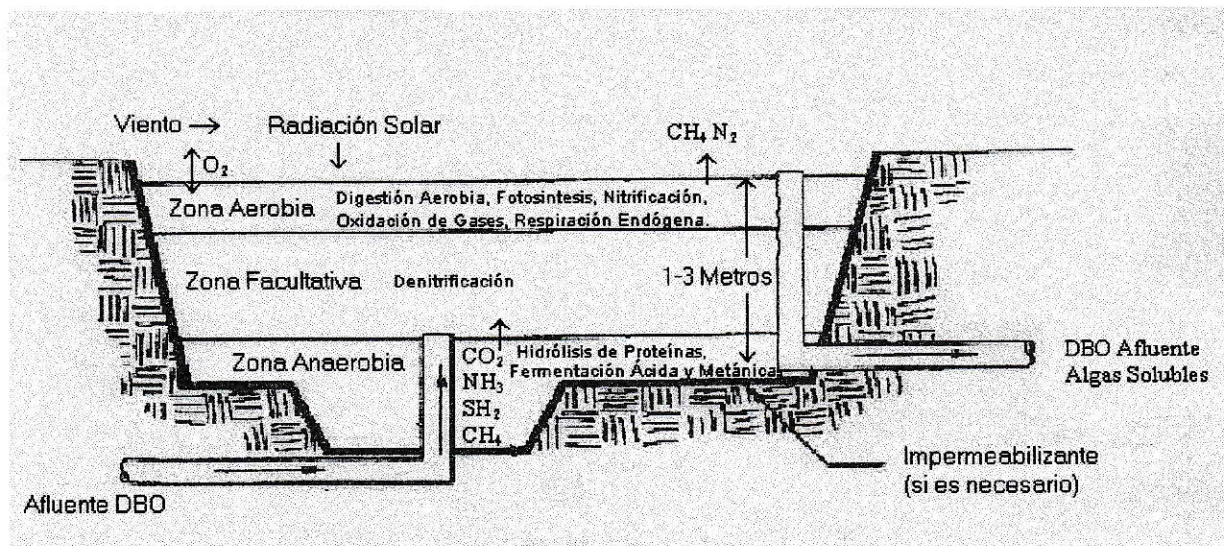 Viento → Radiación Solar
CH₄ N₂
O₂
Zona Aerobia
Digestión Aerobia, Fotosintesis, Nitrificación,
Oxidación de Gases, Respiración Endógena.
Zona Facultativa
Denitrificación
1-3 Metros
Zona Anaerobia
CO₂
NH₃
SH₂
CH₄
Hidrólisis de Proteínas,
Fermentación Ácida y Metánica
DBO Afluente
Algas Solubles
Impermeabilizante
(si es necesario)
Afluente DBO